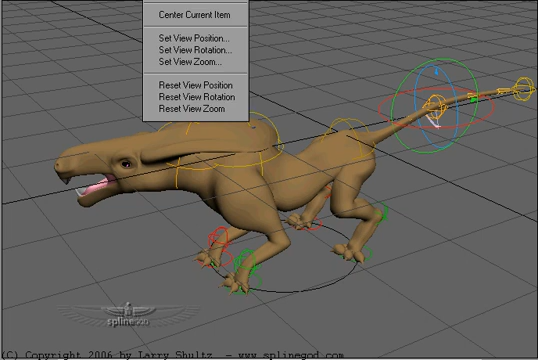 Center Current Item
Set View Position...
Set View Rotation...
Set View Zoom...
Reset View Position
Reset View Rotation
Reset View Zoom
splinegod
(C) Copyright 2006 by Larry Shultz - www.splinegod.com